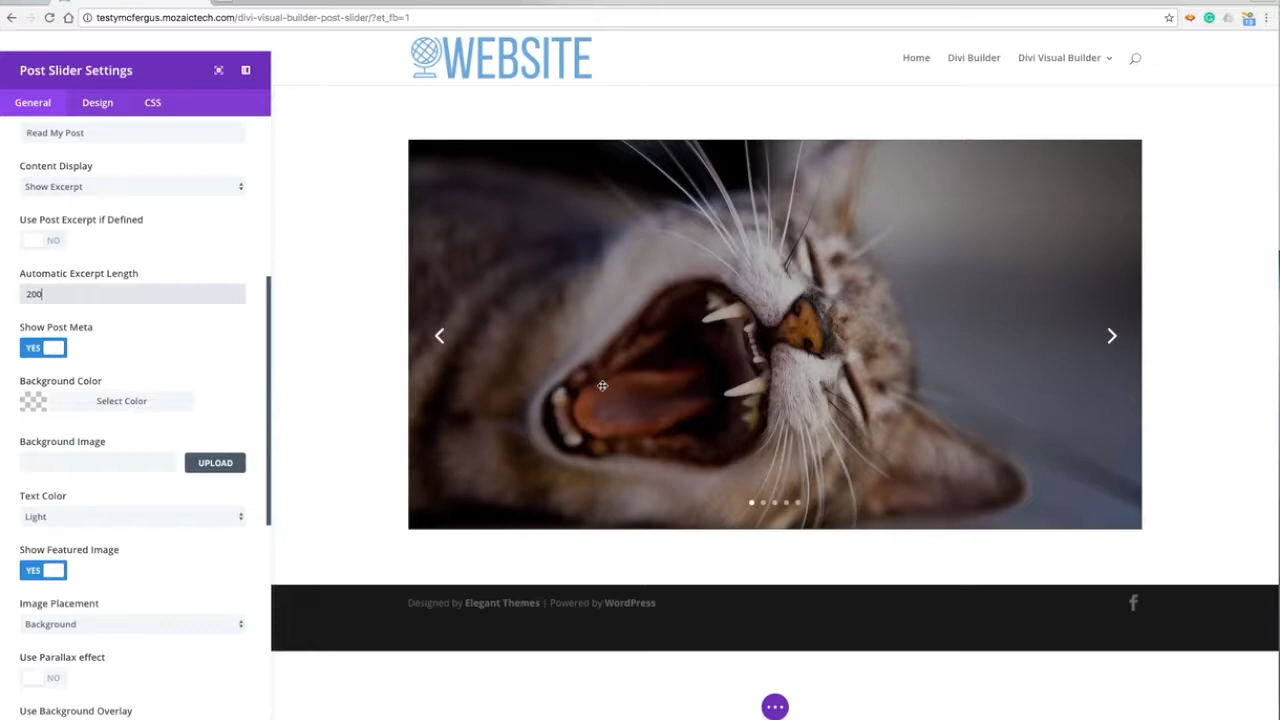 testymcfergus.mozaictech.com/divi-visual-builder-post-slider/?et_fb=1
WEBSITE
Home
Divi Builder
Divi Visual Builder
Post Slider Settings
General
Design
CSS
Read My Post
Content Display
Show Excerpt
Use Post Excerpt if Defined
NO
Automatic Excerpt Length
200
Show Post Meta
YES
Background Color
Select Color
Background Image
UPLOAD
Text Color
Light
Show Featured Image
YES
Image Placement
Background
Use Parallax effect
NO
Use Background Overlay
Designed by Elegant Themes | Powered by WordPress